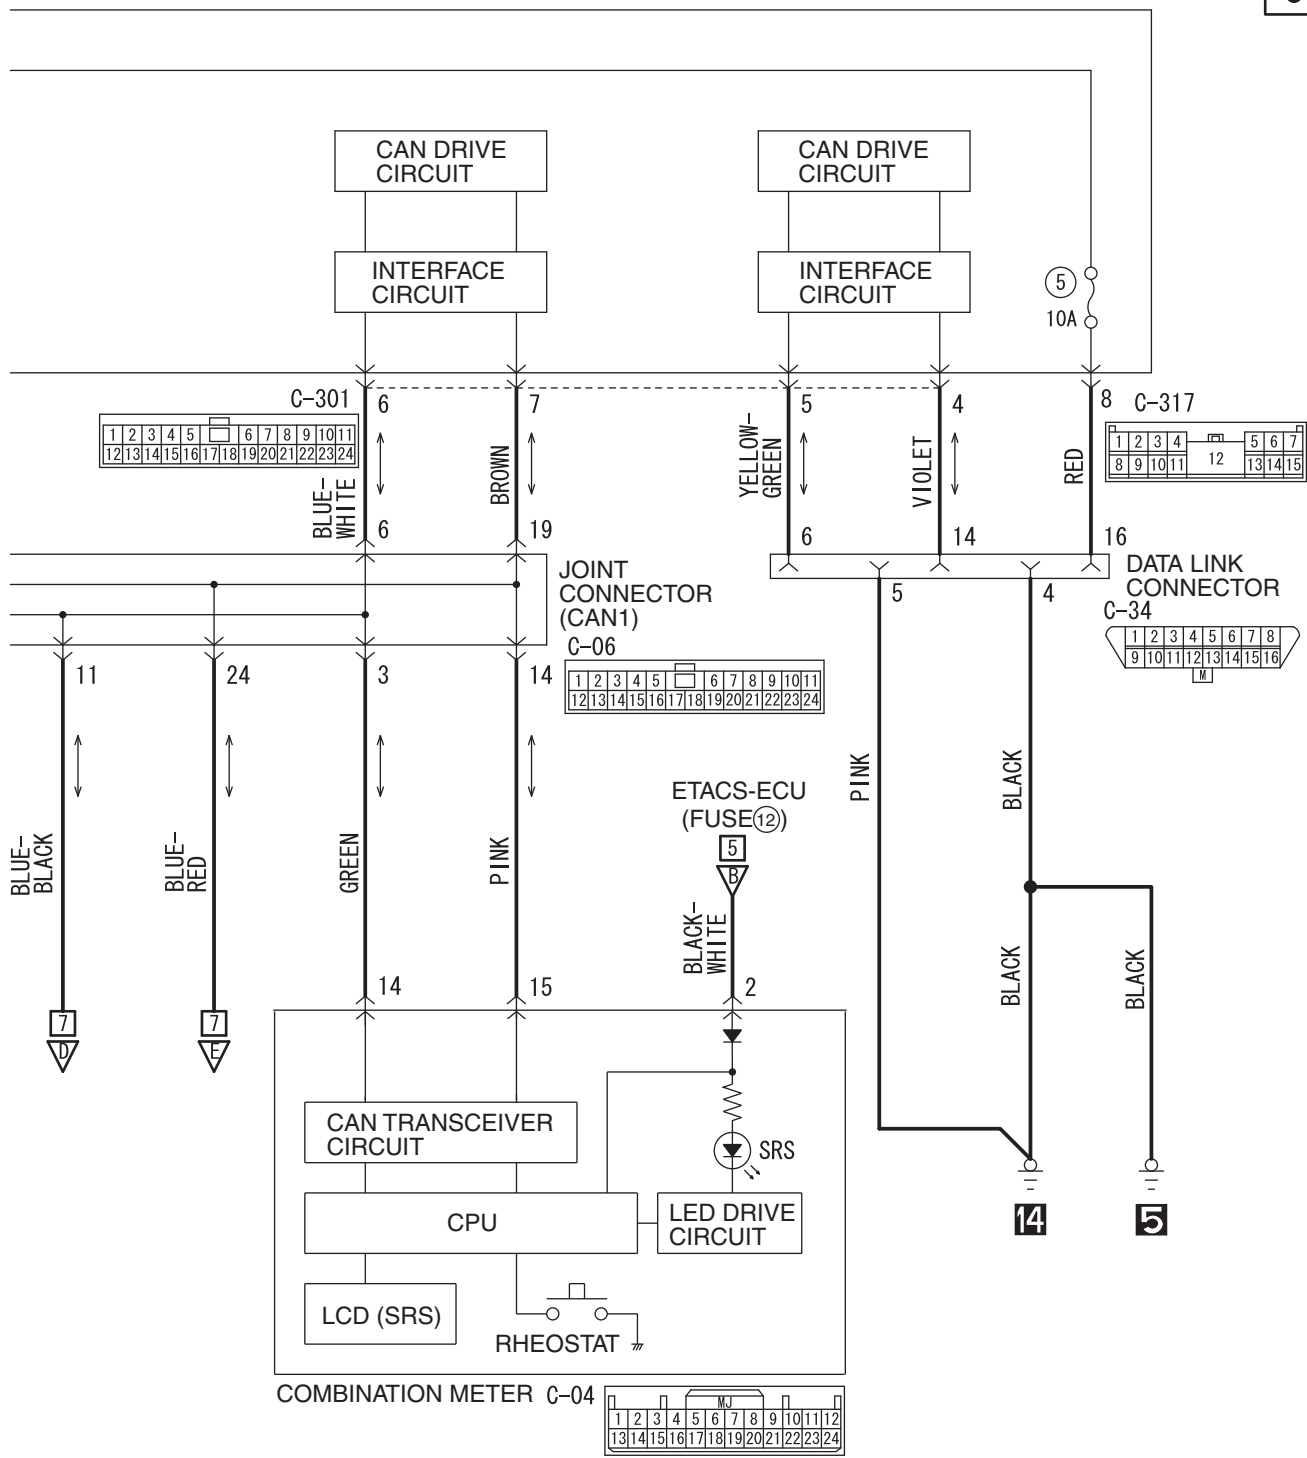 CAN DRIVE
CIRCUIT
CAN DRIVE
CIRCUIT
INTERFACE
CIRCUIT
INTERFACE
CIRCUIT
5
10A
C-301
6
7
5
4
8
C-317
1 2 3 4 5 6 7 8 9 10 11
12 13 14 15 16 17 18 19 20 21 22 23 24
1 2 3 4 5 6 7
8 9 10 11 12 13 14 15
BLUE-
WHITE
BROWN
YELLOW-
GREEN
VIOLET
RED
6
19
6
14
16
JOINT
CONNECTOR
(CAN1)
C-06
DATA LINK
CONNECTOR
C-34
5
4
1 2 3 4 5 6 7 8
9 10 11 12 13 14 15 16
M
11
24
3
14
1 2 3 4 5 6 7 8 9 10 11
12 13 14 15 16 17 18 19 20 21 22 23 24
PINK
BLACK
ETACS-ECU
(FUSE 12)
5
B
BLUE-
BLACK
BLUE-
RED
GREEN
PINK
BLACK-
WHITE
BLACK
BLACK
14
15
2
7
D
7
E
CAN TRANSCEIVER
CIRCUIT
SRS
CPU
LED DRIVE
CIRCUIT
14
5
LCD (SRS)
RHEOSTAT
COMBINATION METER C-04
MJ
1 2 3 4 5 6 7 8 9 10 11 12
13 14 15 16 17 18 19 20 21 22 23 24